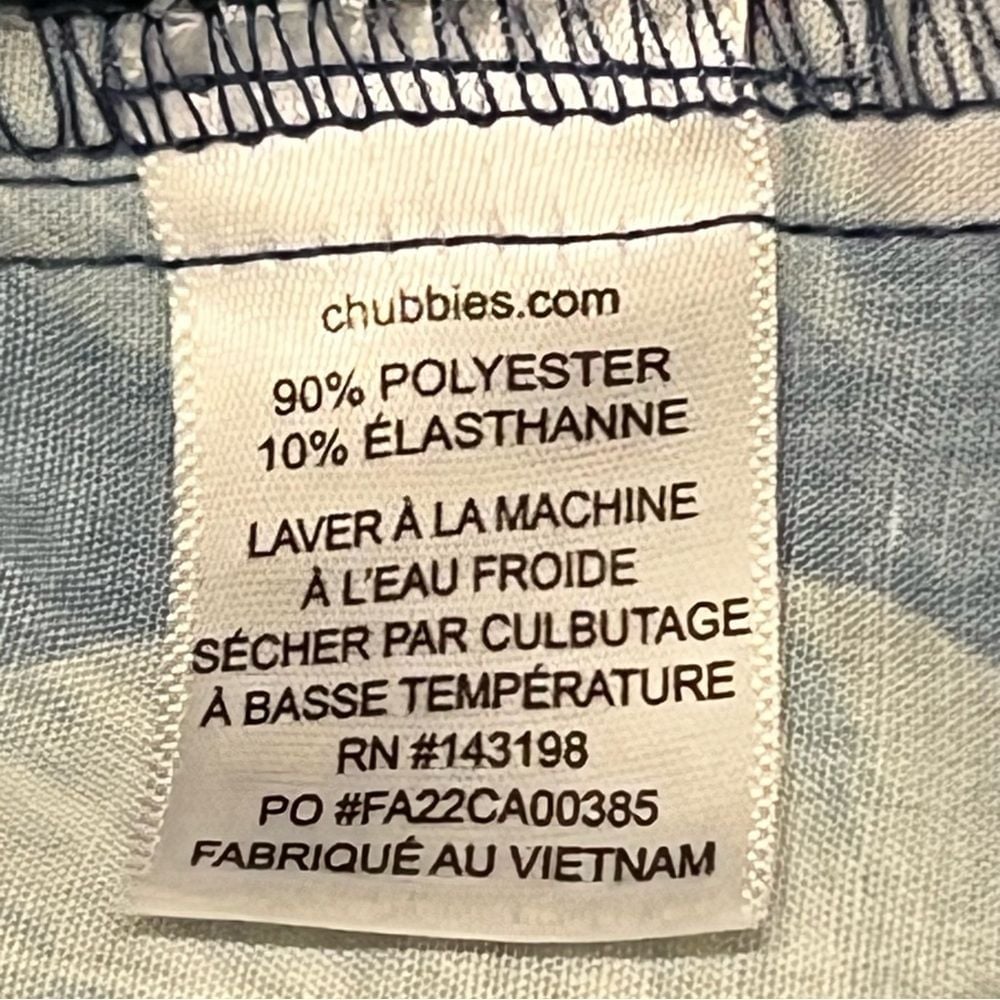 chubbies.com
90% POLYESTER
10% ÉLASTHANNE
LAVER À LA MACHINE
À L'EAU FROIDE
SÉCHER PAR CULBUTAGE
À BASSE TEMPÉRATURE
RN #143198
PO #FA22CA00385
FABRIQUÉ AU VIETNAM